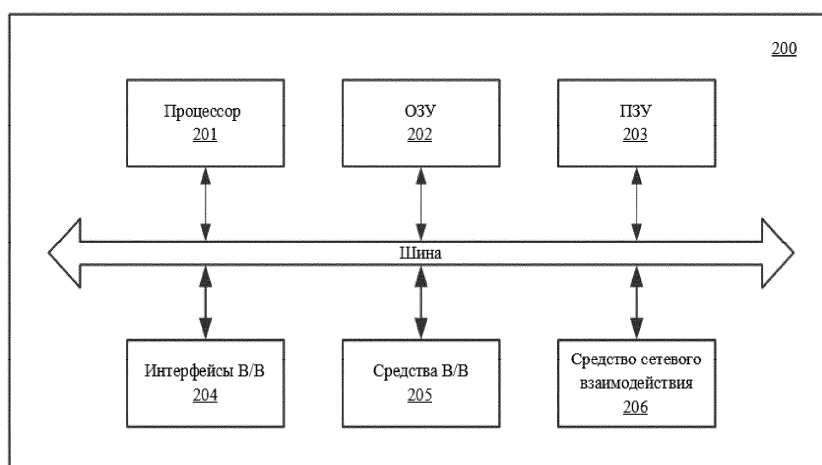 200
Процессор
201
ОЗУ
202
ПЗУ
203
Шина
Интерфейсы В/В
204
Средства В/В
205
Средство сетевого
взаимодействия
206